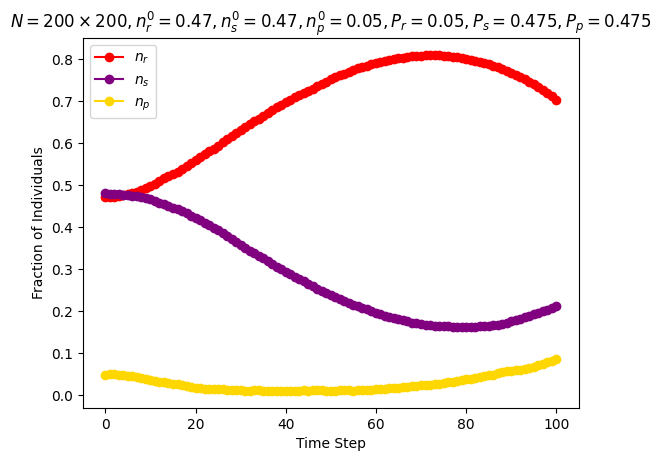 N = 200 × 200, n_r^0 = 0.47, n_s^0 = 0.47, n_p^0 = 0.05, P_r = 0.05, P_s = 0.475, P_p = 0.475
n_r
n_s
n_p
0.8
0.7
0.6
0.5
0.4
0.3
0.2
0.1
0.0
Fraction of Individuals
0 20 40 60 80 100
Time Step